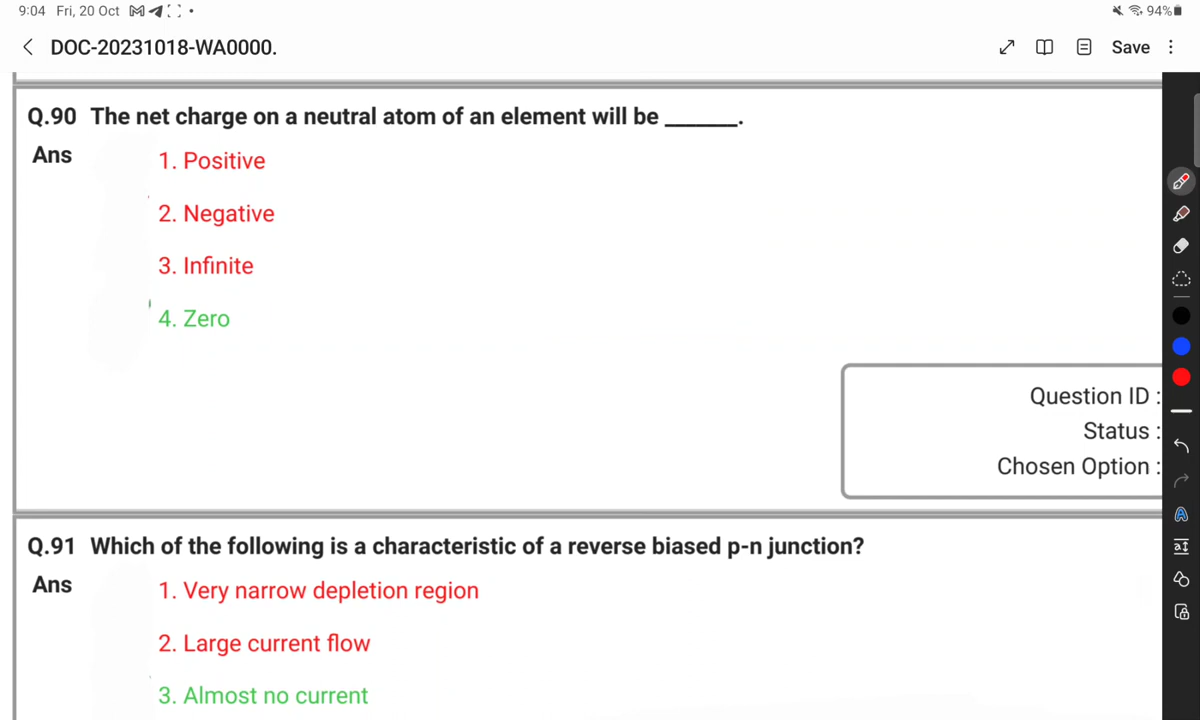 9:04 Fri, 20 Oct
94%
DOC-20231018-WA0000.
Save
Q.90 The net charge on a neutral atom of an element will be _______.
Ans
1. Positive
2. Negative
3. Infinite
4. Zero
Question ID :
Status :
Chosen Option :
Q.91 Which of the following is a characteristic of a reverse biased p-n junction?
Ans
1. Very narrow depletion region
2. Large current flow
3. Almost no current